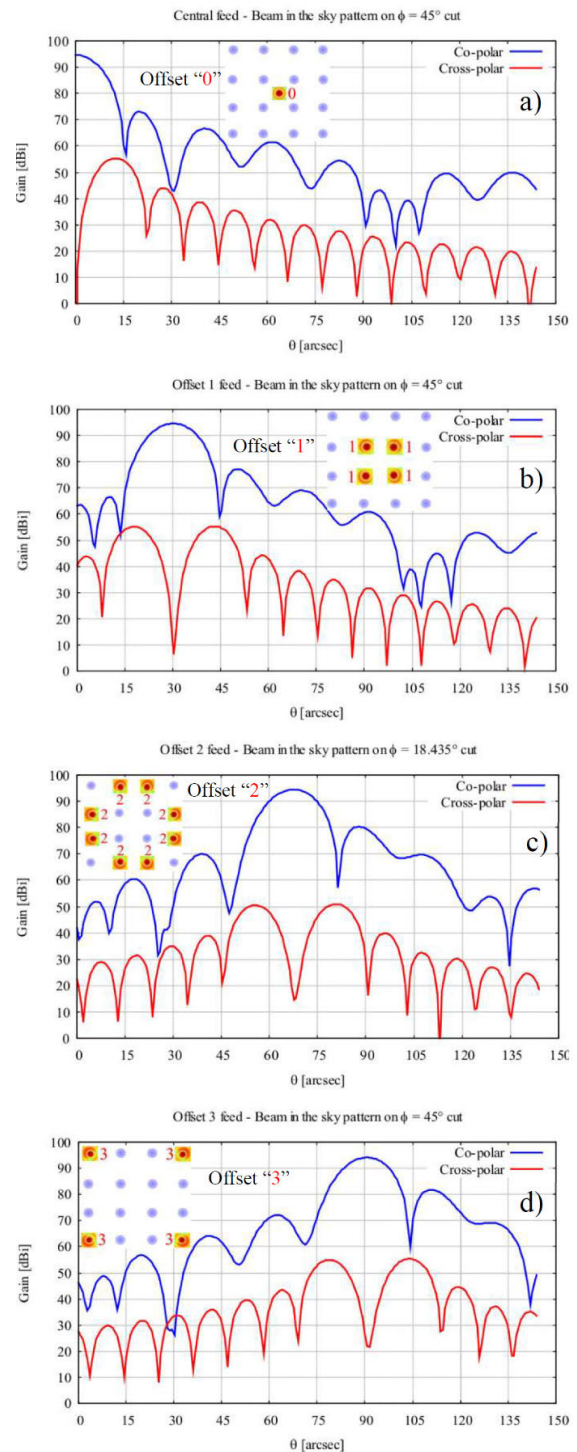 Central feed - Beam in the sky pattern on ϕ = 45° cut
100
90
80
70
60
50
40
30
20
10
0
Gain [dBi]
Offset “0”
0
Co-polar
Cross-polar
a)
0 15 30 45 60 75 90 105 120 135 150
θ [arcsec]
Offset 1 feed - Beam in the sky pattern on ϕ = 45° cut
100
90
80
70
60
50
40
30
20
10
0
Gain [dBi]
Offset “1”
1 1
1 1
Co-polar
Cross-polar
b)
0 15 30 45 60 75 90 105 120 135 150
θ [arcsec]
Offset 2 feed - Beam in the sky pattern on ϕ = 18.435° cut
100
90
80
70
60
50
40
30
20
10
0
Gain [dBi]
2 2
2 2
2 2
2 2
Offset “2”
Co-polar
Cross-polar
c)
0 15 30 45 60 75 90 105 120 135 150
θ [arcsec]
Offset 3 feed - Beam in the sky pattern on ϕ = 45° cut
100
90
80
70
60
50
40
30
20
10
0
Gain [dBi]
3 3
3 3
Offset “3”
Co-polar
Cross-polar
d)
0 15 30 45 60 75 90 105 120 135 150
θ [arcsec]